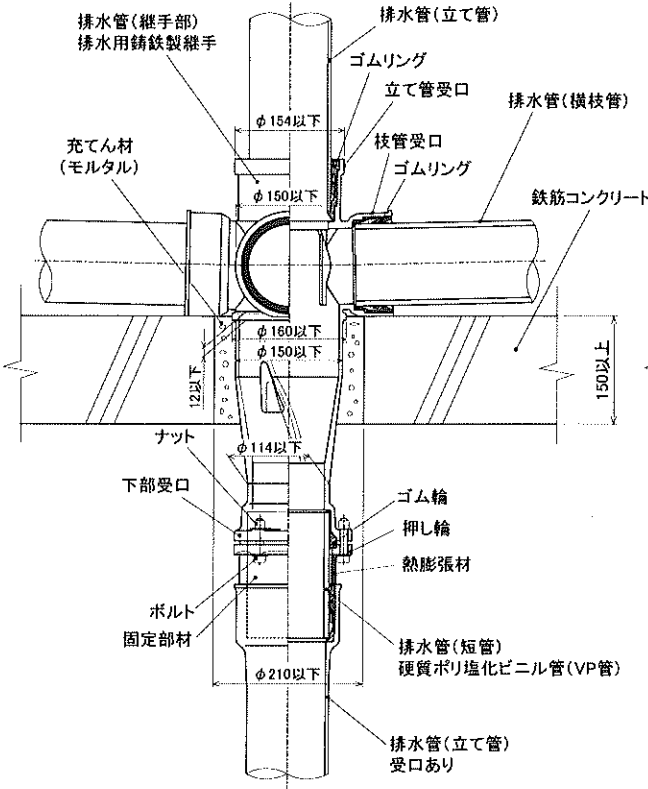 排水管(継手部)
排水用鋳鉄製継手
排水管(立て管)
ゴムリング
立て管受口
排水管(横枝管)
φ154以下
枝管受口
充てん材
(モルタル)
ゴムリング
φ150以下
鉄筋コンクリート
φ160以下
φ150以下
12以下
150以上
ナット
φ114以下
下部受口
ゴム輪
押し輪
熱膨張材
ボルト
固定部材
排水管(短管)
硬質ポリ塩化ビニル管(VP管)
φ210以下
排水管(立て管)
受口あり